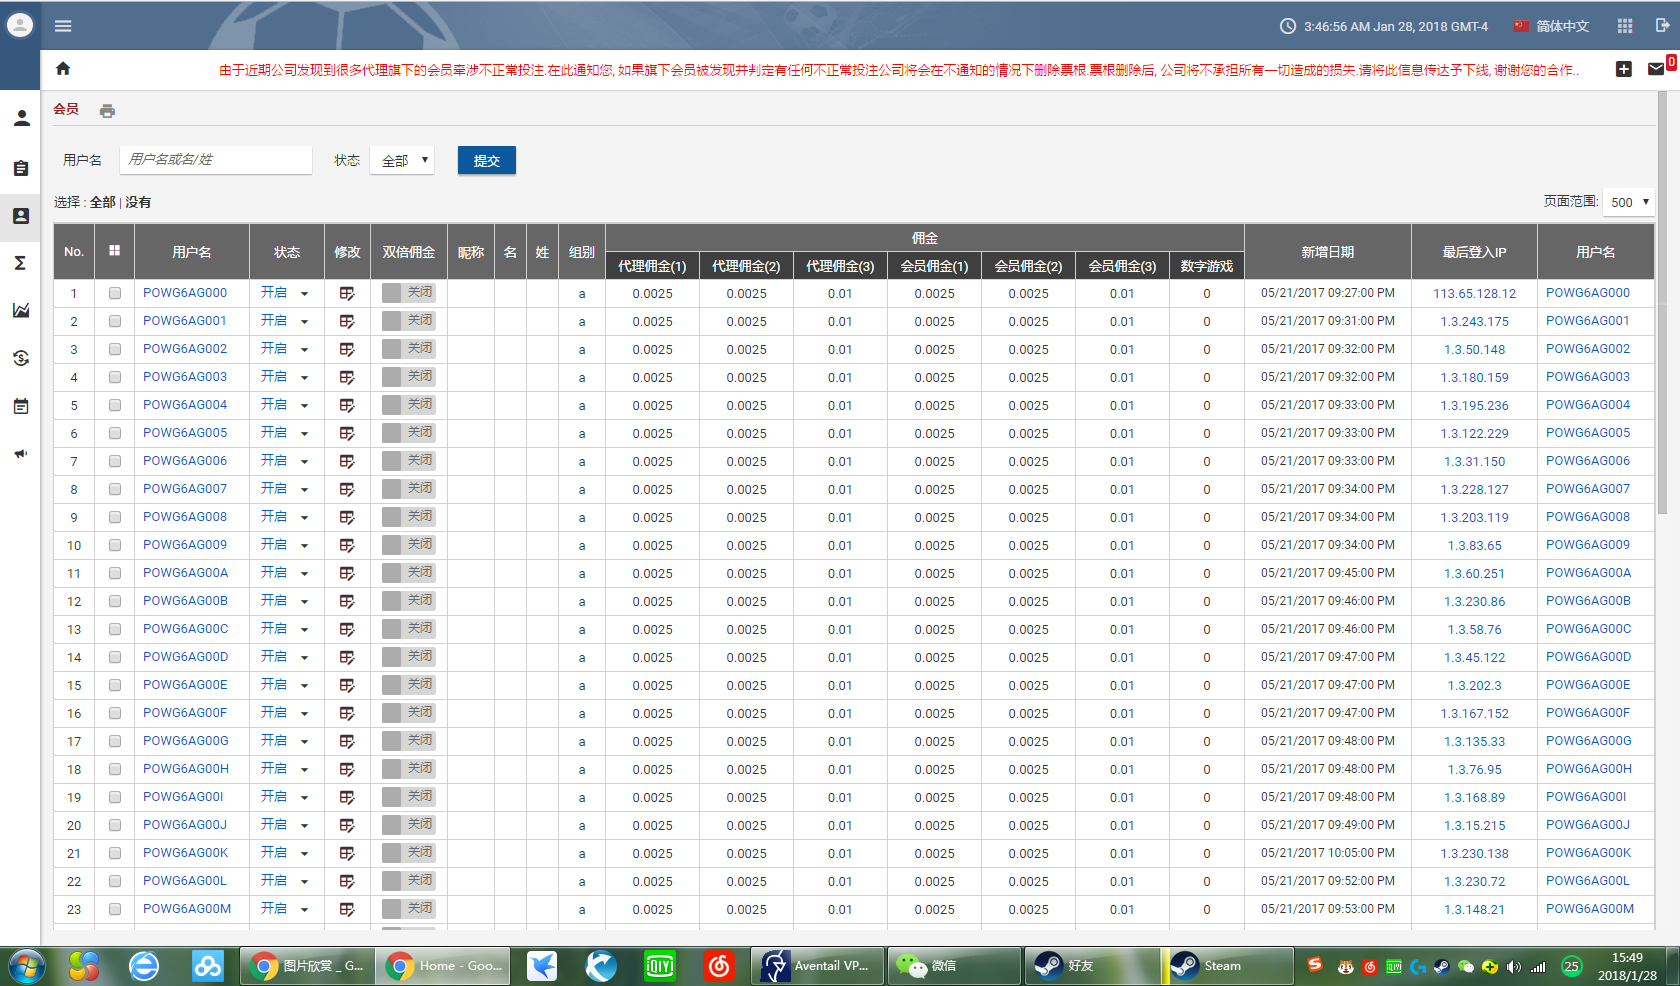 3:46:56 AM Jan 28, 2018 GMT-4 简体中文
由于近期公司发现到很多代理旗下的会员牵涉不正常投注.在此通知您, 如果旗下会员被发现并判定有任何不正常投注公司将会在不通知的情况下删除票根.票根删除后, 公司将不承担所有一切造成的损失.请将此信息传达予下线, 谢谢您的合作.. 0
会员
用户名 用户名或名/姓 状态 全部 提交
选择 : 全部 | 没有 页面范围: 500
No. 用户名 状态 修改 双倍佣金 昵称 名 姓 组别 佣金 新增日期 最后登入IP 用户名
代理佣金(1) 代理佣金(2) 代理佣金(3) 会员佣金(1) 会员佣金(2) 会员佣金(3) 数字游戏
1 POWG6AG000 开启 关闭 a 0.0025 0.0025 0.01 0.0025 0.0025 0.01 0 05/21/2017 09:27:00 PM 113.65.128.12 POWG6AG000
2 POWG6AG001 开启 关闭 a 0.0025 0.0025 0.01 0.0025 0.0025 0.01 0 05/21/2017 09:31:00 PM 1.3.243.175 POWG6AG001
3 POWG6AG002 开启 关闭 a 0.0025 0.0025 0.01 0.0025 0.0025 0.01 0 05/21/2017 09:32:00 PM 1.3.50.148 POWG6AG002
4 POWG6AG003 开启 关闭 a 0.0025 0.0025 0.01 0.0025 0.0025 0.01 0 05/21/2017 09:32:00 PM 1.3.180.159 POWG6AG003
5 POWG6AG004 开启 关闭 a 0.0025 0.0025 0.01 0.0025 0.0025 0.01 0 05/21/2017 09:33:00 PM 1.3.195.236 POWG6AG004
6 POWG6AG005 开启 关闭 a 0.0025 0.0025 0.01 0.0025 0.0025 0.01 0 05/21/2017 09:33:00 PM 1.3.122.229 POWG6AG005
7 POWG6AG006 开启 关闭 a 0.0025 0.0025 0.01 0.0025 0.0025 0.01 0 05/21/2017 09:33:00 PM 1.3.31.150 POWG6AG006
8 POWG6AG007 开启 关闭 a 0.0025 0.0025 0.01 0.0025 0.0025 0.01 0 05/21/2017 09:34:00 PM 1.3.228.127 POWG6AG007
9 POWG6AG008 开启 关闭 a 0.0025 0.0025 0.01 0.0025 0.0025 0.01 0 05/21/2017 09:34:00 PM 1.3.203.119 POWG6AG008
10 POWG6AG009 开启 关闭 a 0.0025 0.0025 0.01 0.0025 0.0025 0.01 0 05/21/2017 09:34:00 PM 1.3.83.65 POWG6AG009
11 POWG6AG00A 开启 关闭 a 0.0025 0.0025 0.01 0.0025 0.0025 0.01 0 05/21/2017 09:45:00 PM 1.3.60.251 POWG6AG00A
12 POWG6AG00B 开启 关闭 a 0.0025 0.0025 0.01 0.0025 0.0025 0.01 0 05/21/2017 09:46:00 PM 1.3.230.86 POWG6AG00B
13 POWG6AG00C 开启 关闭 a 0.0025 0.0025 0.01 0.0025 0.0025 0.01 0 05/21/2017 09:46:00 PM 1.3.58.76 POWG6AG00C
14 POWG6AG00D 开启 关闭 a 0.0025 0.0025 0.01 0.0025 0.0025 0.01 0 05/21/2017 09:47:00 PM 1.3.45.122 POWG6AG00D
15 POWG6AG00E 开启 关闭 a 0.0025 0.0025 0.01 0.0025 0.0025 0.01 0 05/21/2017 09:47:00 PM 1.3.202.3 POWG6AG00E
16 POWG6AG00F 开启 关闭 a 0.0025 0.0025 0.01 0.0025 0.0025 0.01 0 05/21/2017 09:47:00 PM 1.3.167.152 POWG6AG00F
17 POWG6AG00G 开启 关闭 a 0.0025 0.0025 0.01 0.0025 0.0025 0.01 0 05/21/2017 09:48:00 PM 1.3.135.33 POWG6AG00G
18 POWG6AG00H 开启 关闭 a 0.0025 0.0025 0.01 0.0025 0.0025 0.01 0 05/21/2017 09:48:00 PM 1.3.76.95 POWG6AG00H
19 POWG6AG00I 开启 关闭 a 0.0025 0.0025 0.01 0.0025 0.0025 0.01 0 05/21/2017 09:48:00 PM 1.3.168.89 POWG6AG00I
20 POWG6AG00J 开启 关闭 a 0.0025 0.0025 0.01 0.0025 0.0025 0.01 0 05/21/2017 09:49:00 PM 1.3.15.215 POWG6AG00J
21 POWG6AG00K 开启 关闭 a 0.0025 0.0025 0.01 0.0025 0.0025 0.01 0 05/21/2017 10:05:00 PM 1.3.230.138 POWG6AG00K
22 POWG6AG00L 开启 关闭 a 0.0025 0.0025 0.01 0.0025 0.0025 0.01 0 05/21/2017 09:52:00 PM 1.3.230.72 POWG6AG00L
23 POWG6AG00M 开启 关闭 a 0.0025 0.0025 0.01 0.0025 0.0025 0.01 0 05/21/2017 09:53:00 PM 1.3.148.21 POWG6AG00M
图片欣赏 _ G... Home - Goo... QIY Aventail VP... 微信 好友 Steam 25 15:49
2018/1/28